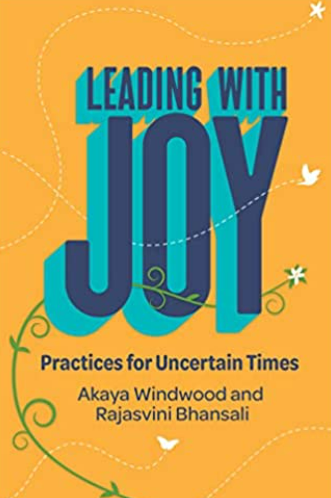 LEADING WITH
JOY
Practices for Uncertain Times
Akaya Windwood and
Rajasvini Bhansali